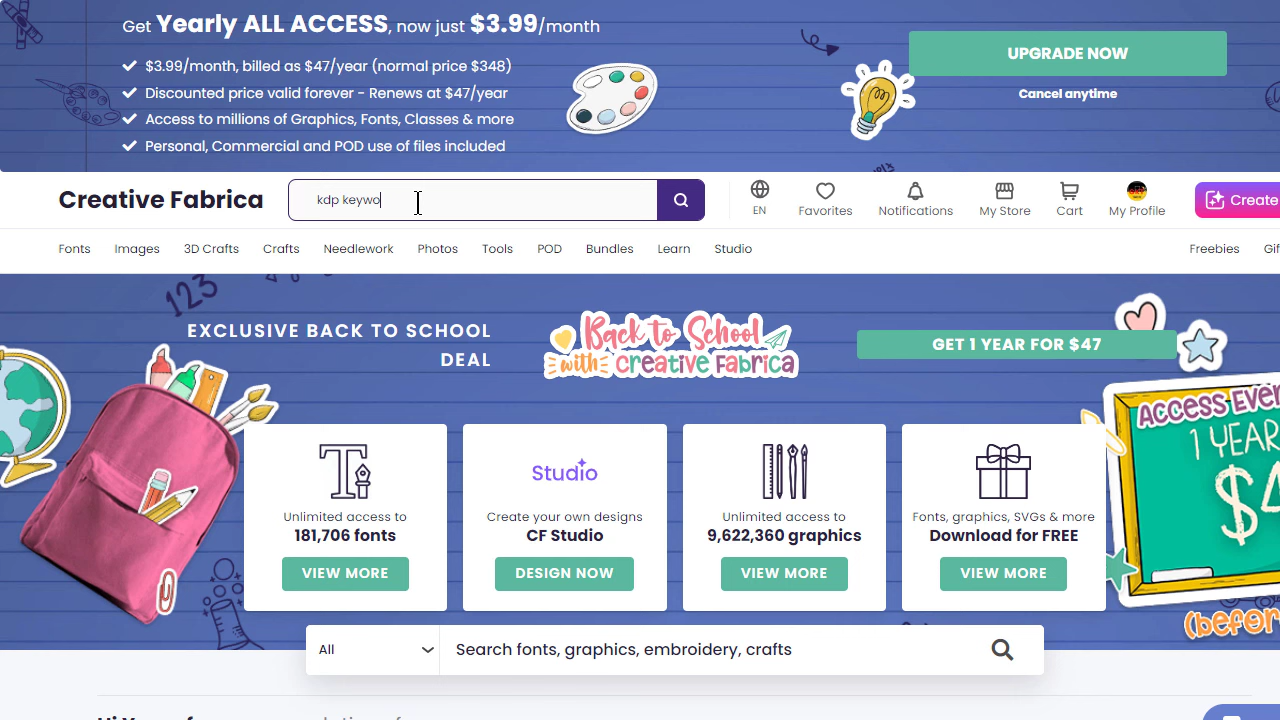 Get Yearly ALL ACCESS, now just $3.99/month
$3.99/month, billed as $47/year (normal price $348)
Discounted price valid forever - Renews at $47/year
Access to millions of Graphics, Fonts, Classes & more
Personal, Commercial and POD use of files included
UPGRADE NOW
Cancel anytime
Creative Fabrica
kdp keywo
EN
Favorites
Notifications
My Store
Cart
My Profile
Create
Fonts
Images
3D Crafts
Crafts
Needlework
Photos
Tools
POD
Bundles
Learn
Studio
Freebies
123
EXCLUSIVE BACK TO SCHOOL
DEAL
Back to School
with creative Fabrica
GET 1 YEAR FOR $47
ACCESS
1 YEAR
(before
Unlimited access to
181,706 fonts
VIEW MORE
Studio
Create your own designs
CF Studio
DESIGN NOW
Unlimited access to
9,622,360 graphics
VIEW MORE
Fonts, graphics, SVGs & more
Download for FREE
VIEW MORE
All
Search fonts, graphics, embroidery, crafts